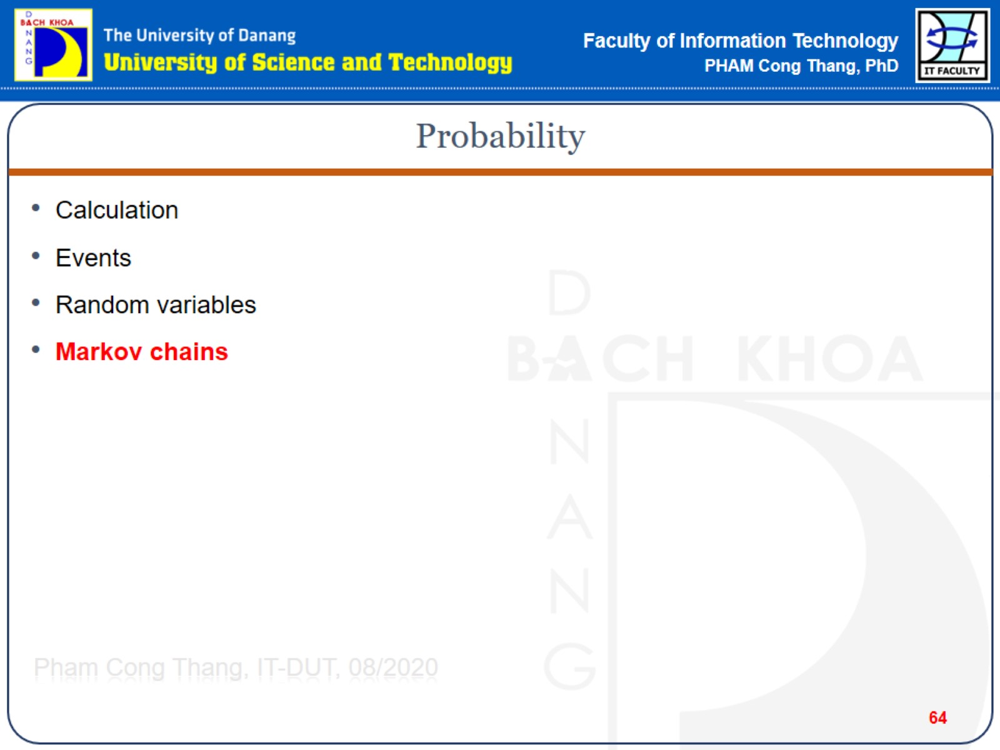 D
BACH KHOA
N
A
N
G
The University of Danang
University of Science and Technology
Faculty of Information Technology
PHAM Cong Thang, PhD
IT FACULTY
Probability
• Calculation
• Events
• Random variables
• Markov chains
D
BACH KHOA
N
A
N
G
Pham Cong Thang, IT-DUT, 08/2020
64